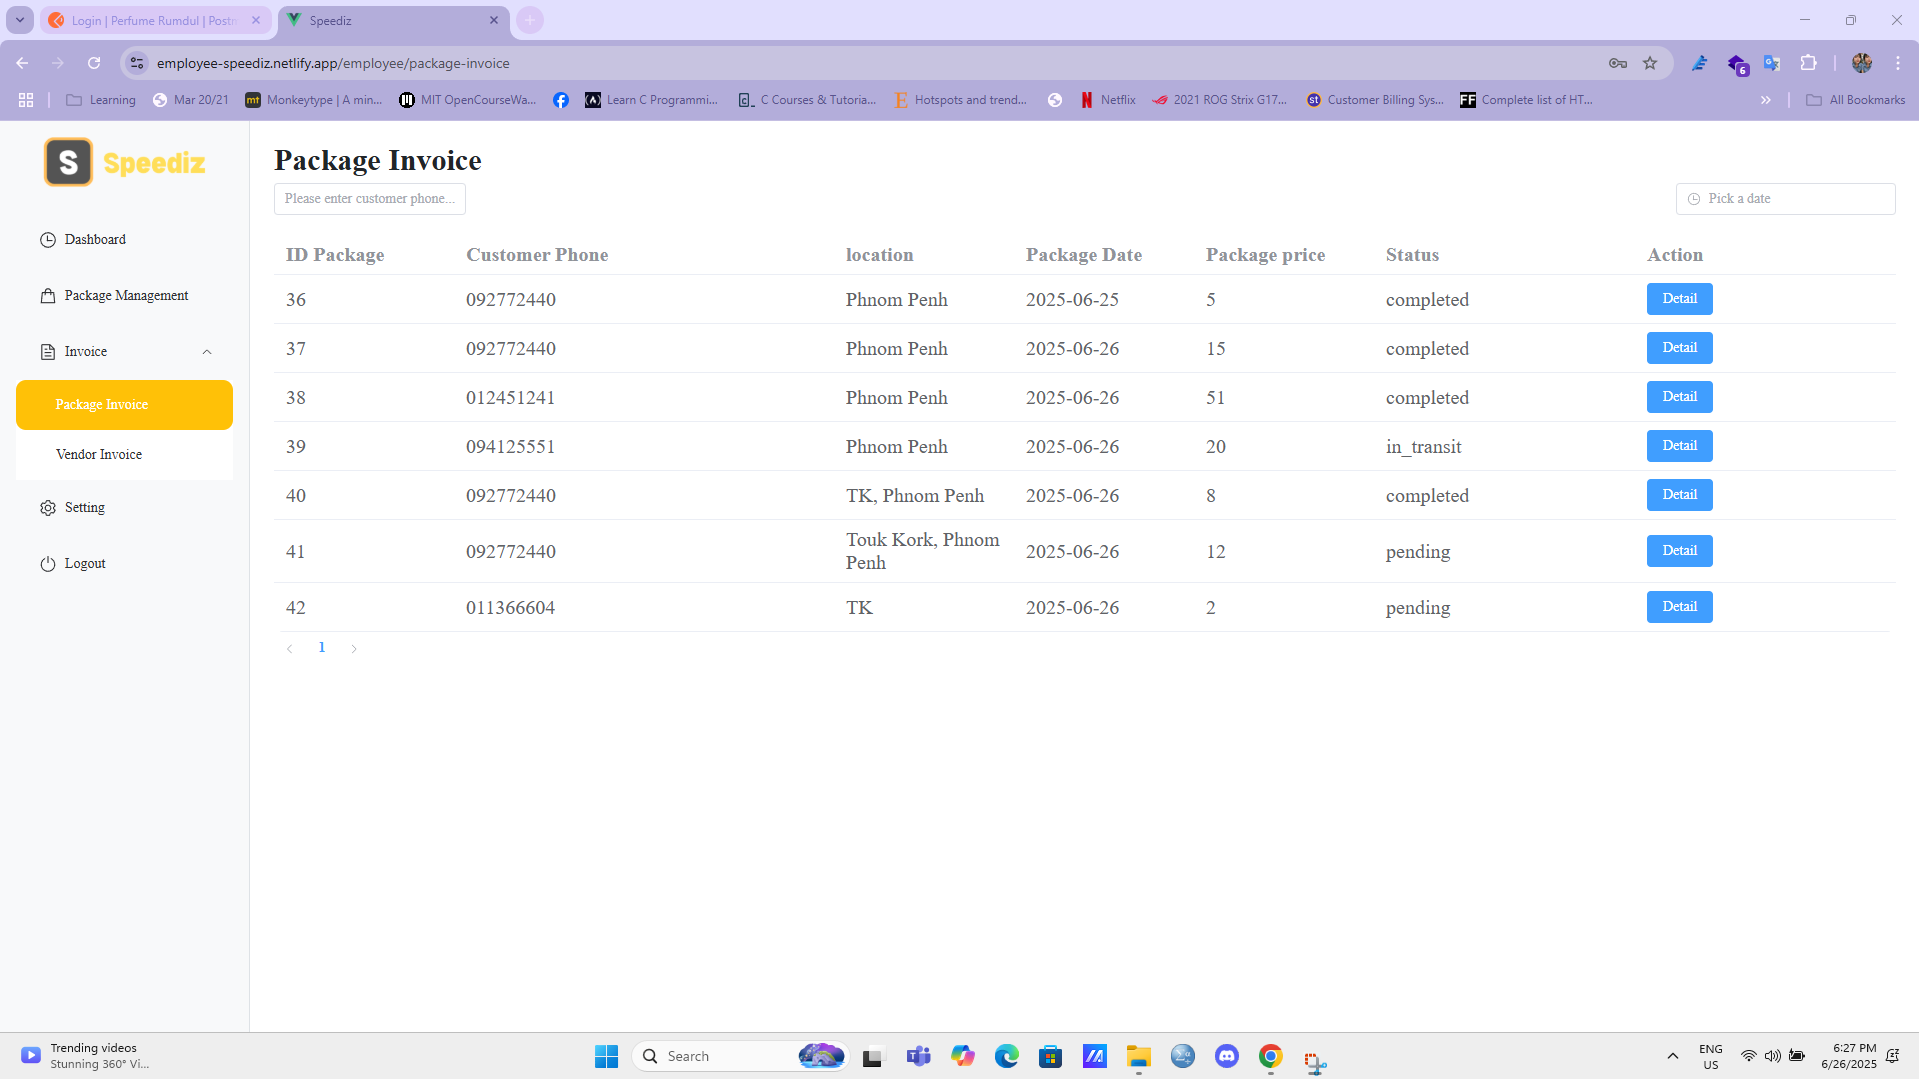 Login | Perfume Rumdul | Postm
Speediz
employee-speediz.netlify.app/employee/package-invoice
6
Learning
Mar 20/21
mt Monkeytype | A min...
MIT OpenCourseWa...
Learn C Programmi...
C Courses & Tutoria...
E Hotspots and trend...
N Netflix
2021 ROG Strix G17...
st Customer Billing Sys...
FF Complete list of HT...
All Bookmarks
S Speediz
Dashboard
Package Management
Invoice
Package Invoice
Vendor Invoice
Setting
Logout
Package Invoice
Please enter customer phone...
Pick a date
ID Package Customer Phone location Package Date Package price Status Action
36 092772440 Phnom Penh 2025-06-25 5 completed Detail
37 092772440 Phnom Penh 2025-06-26 15 completed Detail
38 012451241 Phnom Penh 2025-06-26 51 completed Detail
39 094125551 Phnom Penh 2025-06-26 20 in_transit Detail
40 092772440 TK, Phnom Penh 2025-06-26 8 completed Detail
41 092772440 Touk Kork, Phnom Penh 2025-06-26 12 pending Detail
42 011366604 TK 2025-06-26 2 pending Detail
1
Trending videos
Stunning 360° Vi...
Search
ENG
US
6:27 PM
6/26/2025